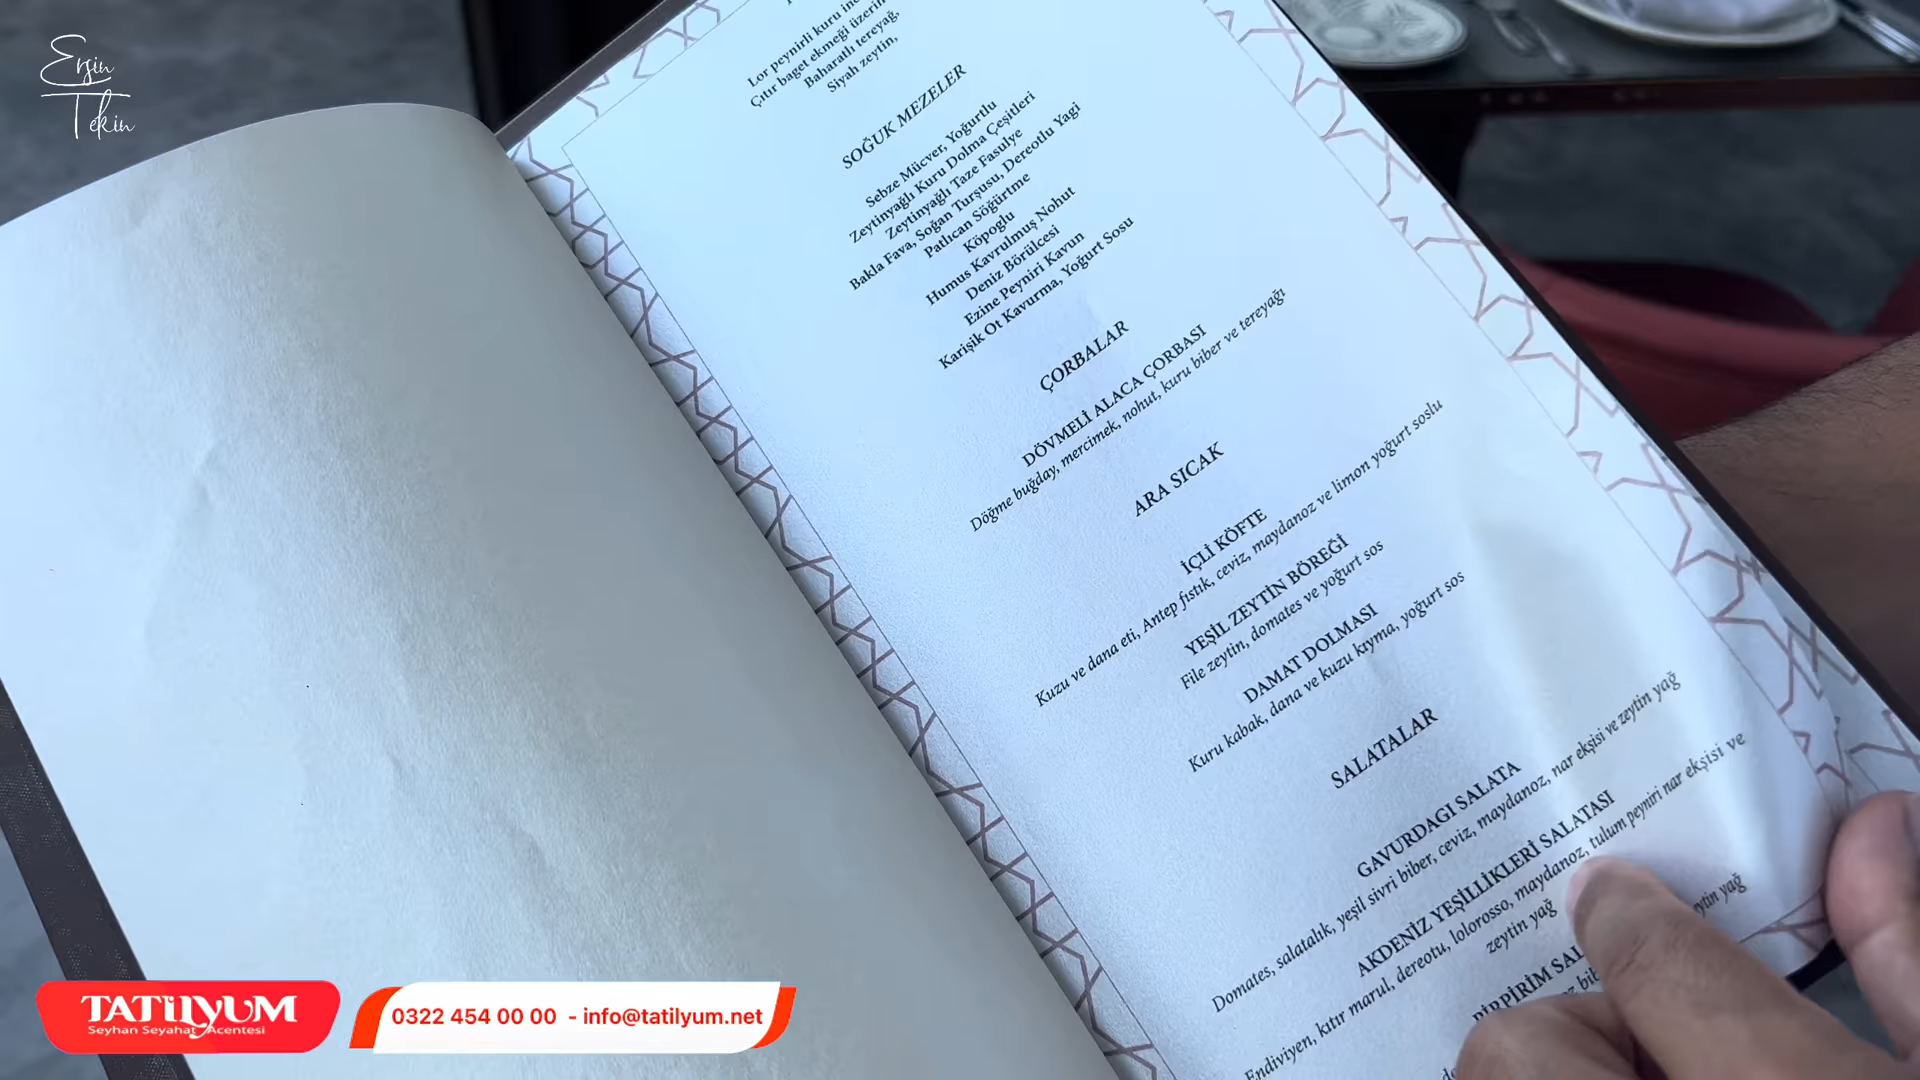 Ersin
Tekin
Lor peynirli kuru
Çıtır baget ekmeği
Baharatlı tereyağ,
Siyah zeytin,
SOĞUK MEZELER
Sebze Mücver, Yoğurtlu
Zeytinyağlı Kuru Dolma Çeşitleri
Zeytinyağlı Taze Fasulye
Bakla Fava, Soğan Turşusu, Dereotlu Yagi
Patlıcan Söğürtme
Köpoglu
Humus Kavrulmuş Nohut
Deniz Börülcesi
Ezine Peyniri Kavun
Karişik Ot Kavurma, Yoğurt Sosu
ÇORBALAR
DÖVMELİ ALACA ÇORBASI
Döğme buğday, mercimek, nohut, kuru biber ve tereyağı
ARA SICAK
İÇLİ KÖFTE
Kuzu ve dana eti, Antep fıstık, ceviz, maydanoz ve limon yoğurt soslu
YEŞİL ZEYTİN BÖREĞİ
File zeytin, domates ve yoğurt sos
DAMAT DOLMASI
Kuru kabak, dana ve kuzu kıyma, yoğurt sos
SALATALAR
GAVURDAGI SALATA
Domates, salatalık, yeşil sivri biber, ceviz, maydanoz, nar ekşisi ve zeytin yağ
AKDENİZ YEŞİLLİKLERİ SALATASI
Endiviyen, kıtır marul, dereotu, lolorosso, maydanoz, tulum peyniri nar ekşisi ve
zeytin yağ
yağ
TATİLYUM
Seyhan Seyahat Acentesi
0322 454 00 00 - info@tatilyum.net